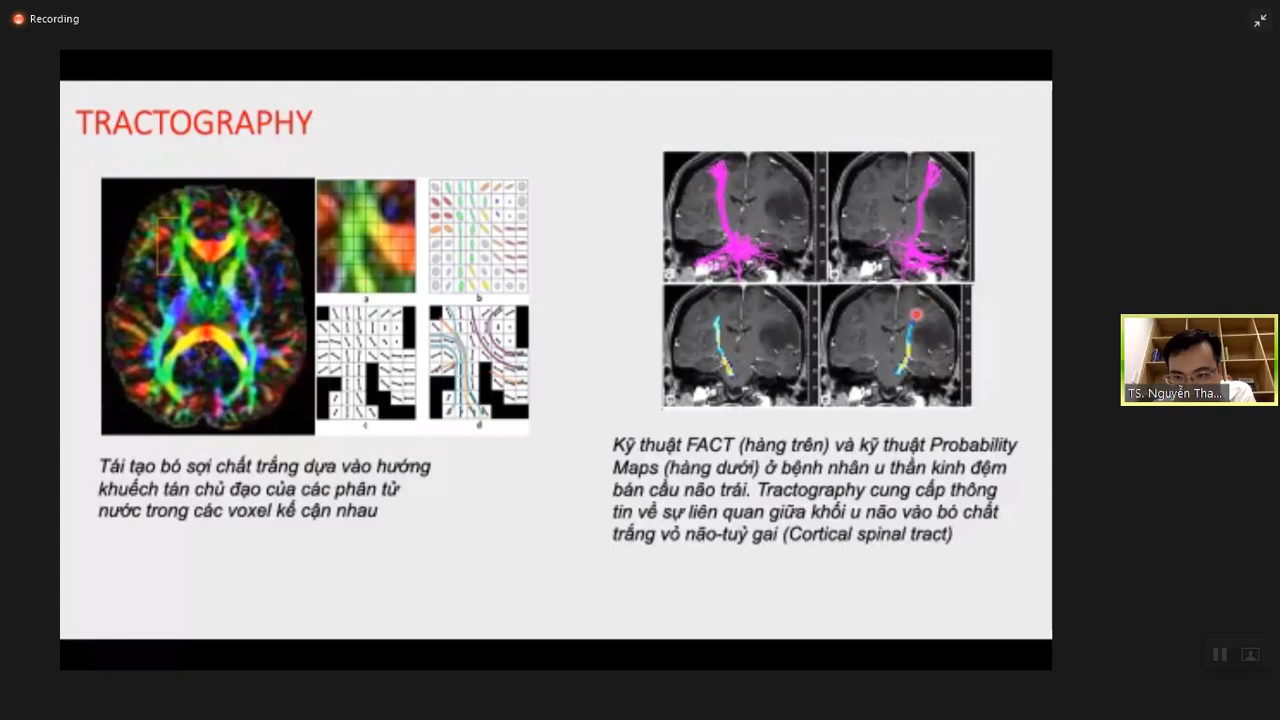 Recording
TRACTOGRAPHY
a
b
c
d
Tái tạo bó sợi chất trắng dựa vào hướng
khuếch tán chủ đạo của các phân tử
nước trong các voxel kế cận nhau
Kỹ thuật FACT (hàng trên) và kỹ thuật Probability
Maps (hàng dưới) ở bệnh nhân u thần kinh đệm
bán cầu não trái. Tractography cung cấp thông
tin về sự liên quan giữa khối u não vào bó chất
trắng vỏ não-tuỷ gai (Cortical spinal tract)
TS. Nguyễn Tha...